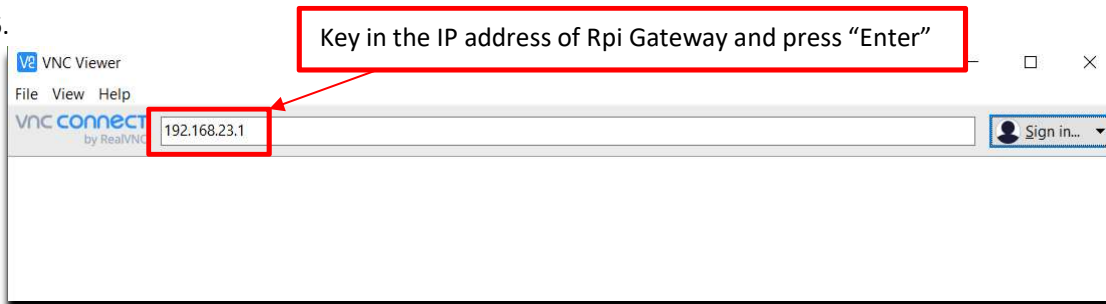 Key in the IP address of Rpi Gateway and press “Enter”
V2 VNC Viewer
File View Help
vnc connect
by RealVNC
192.168.23.1
Sign in...